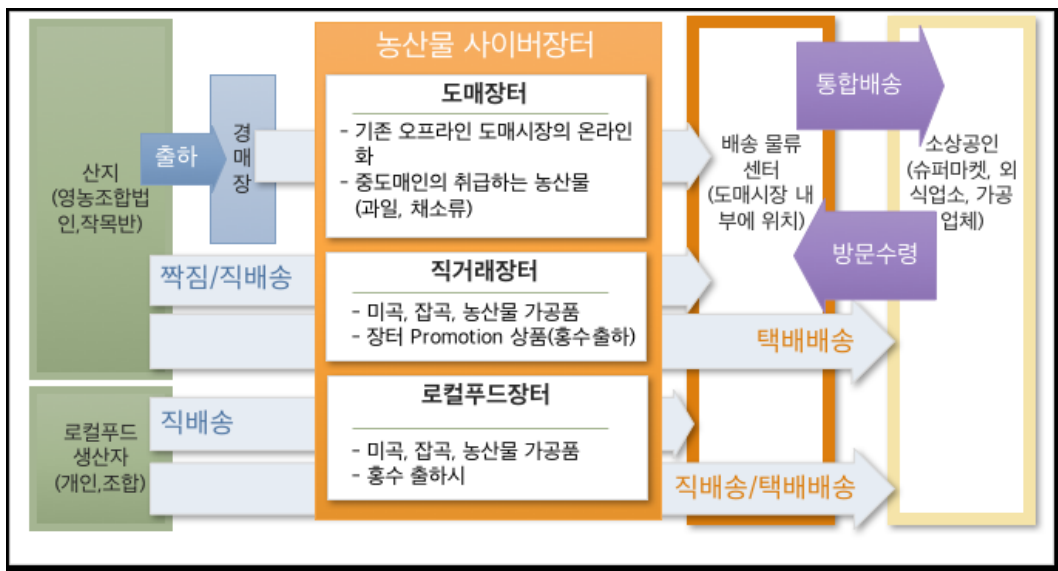 농산물 사이버장터
산지
(영농조합법
인,작목반)
출하
경
매
장
도매장터
- 기존 오프라인 도매시장의 온라인
화
- 중도매인의 취급하는 농산물
(과일, 채소류)
배송 물류
센터
(도매시장 내
부에 위치)
통합배송
소상공인
(슈퍼마켓, 외
식업소, 가공
업체)
방문수령
짝짐/직배송
직거래장터
- 미곡, 잡곡, 농산물 가공품
- 장터 Promotion 상품(홍수출하)
택배배송
로컬푸드
생산자
(개인,조합)
직배송
로컬푸드장터
- 미곡, 잡곡, 농산물 가공품
- 홍수 출하시
직배송/택배배송